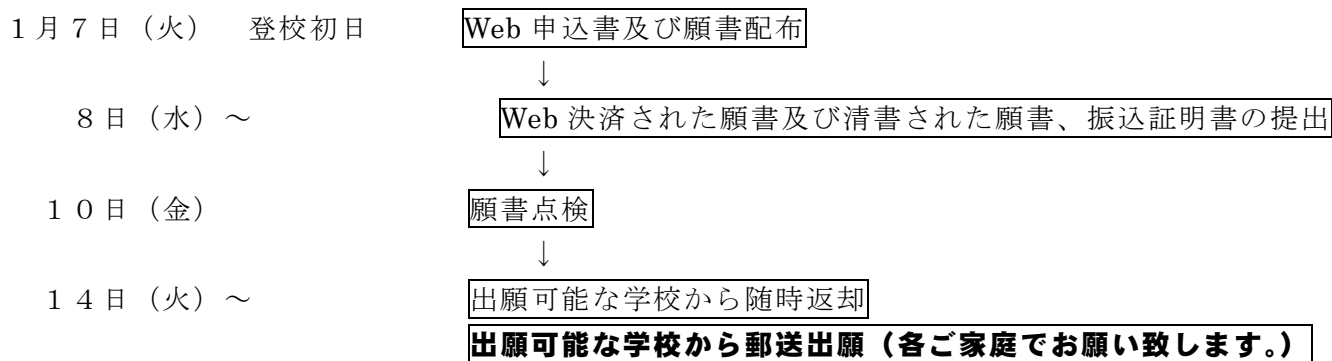 １月７日（火）　登校初日　Web 申込書及び願書配布
↓
８日（水）～　Web 決済された願書及び清書された願書、振込証明書の提出
↓
１０日（金）　願書点検
↓
１４日（火）～　出願可能な学校から随時返却
出願可能な学校から郵送出願（各ご家庭でお願い致します。）